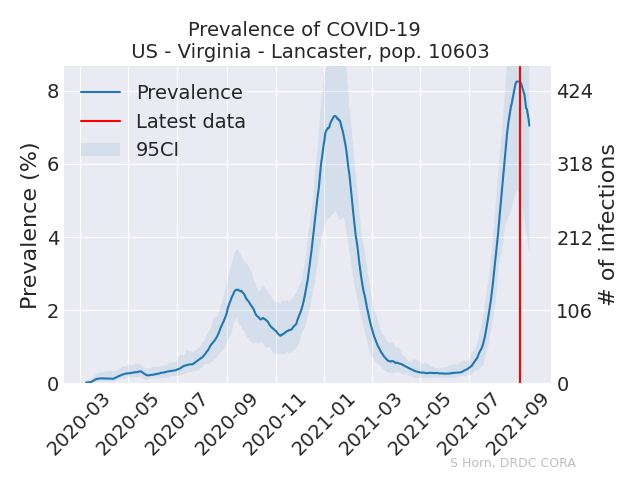 Prevalence of COVID-19
US - Virginia - Lancaster, pop. 10603
Prevalence
Latest data
95CI
Prevalence (%)
8
6
4
2
0
# of infections
424
318
212
106
0
2020-03
2020-05
2020-07
2020-09
2020-11
2021-01
2021-03
2021-05
2021-07
2021-09
S Horn, DRDC CORA